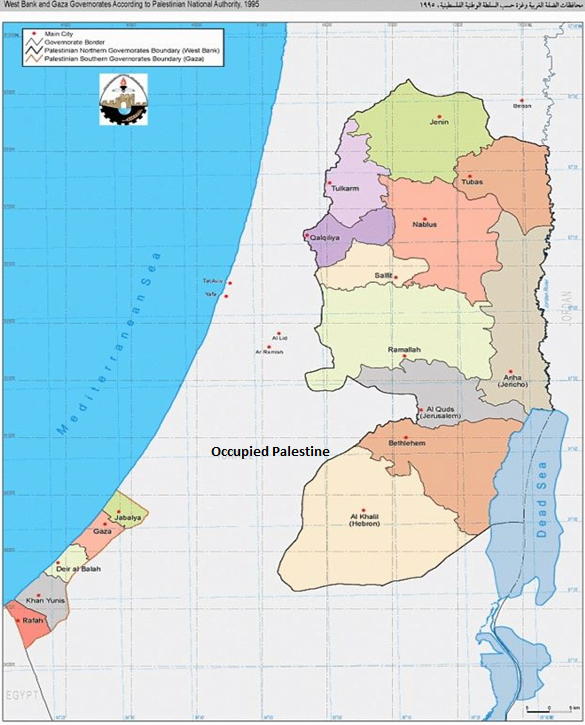 West Bank and Gaza Governorates According to Palestinian National Authority, 1995
محافظات الضفة الغربية وغزة حسب السلطة الوطنية الفلسطينية، ١٩٩٥
Main City
Governorate Border
Palestinian Northern Governorates Boundary (West Bank)
Palestinian Southern Governorates Boundary (Gaza)
Jenin
Tubas
Tulkarm
Nablus
Qalqiliya
Salfit
Tel Aviv
Yafa
Mediterranean Sea
Jordan River
JORDAN
Al Lid
Ar Ramlah
Ramallah
Ariha
(Jericho)
Al Quds
(Jerusalem)
Bethlehem
Occupied Palestine
Al Khalil
(Hebron)
Dead Sea
Jabalya
Gaza
Deir al Balah
Khan Yunis
Rafah
EGYPT
5 km